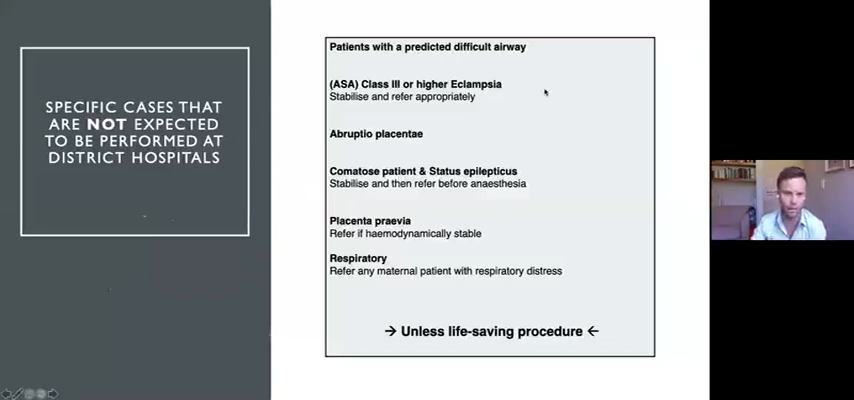 SPECIFIC CASES THAT
ARE NOT EXPECTED
TO BE PERFORMED AT
DISTRICT HOSPITALS
Patients with a predicted difficult airway
(ASA) Class III or higher Eclampsia
Stabilise and refer appropriately
Abruptio placentae
Comatose patient & Status epilepticus
Stabilise and then refer before anaesthesia
Placenta praevia
Refer if haemodynamically stable
Respiratory
Refer any maternal patient with respiratory distress
→ Unless life-saving procedure ←